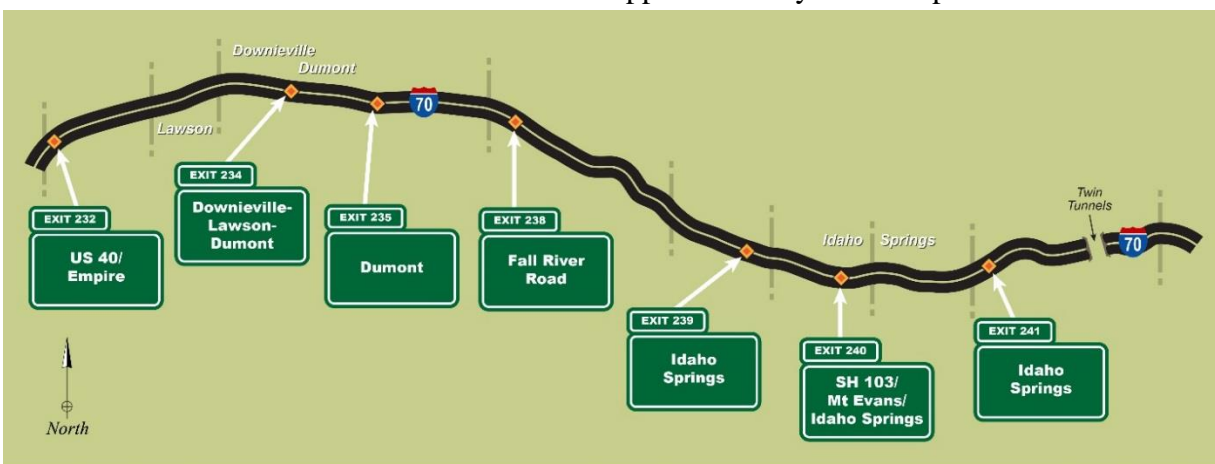 Downieville
Dumont
Lawson
70
EXIT 232
US 40/
Empire
EXIT 234
Downieville-
Lawson-
Dumont
EXIT 235
Dumont
EXIT 238
Fall River
Road
EXIT 239
Idaho
Springs
Idaho Springs
EXIT 240
SH 103/
Mt Evans/
Idaho Springs
EXIT 241
Idaho
Springs
Twin
Tunnels
70
North